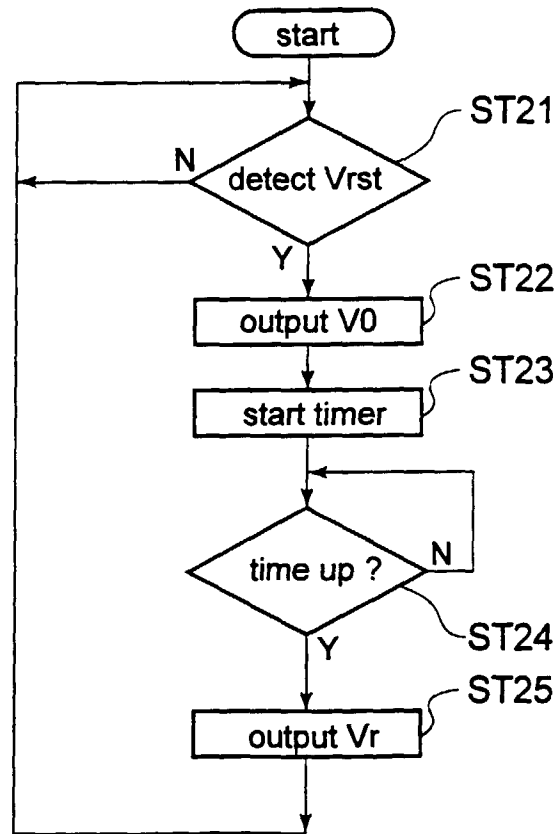 start
ST21
N
detect Vrst
Y
ST22
output V0
ST23
start timer
time up ?
N
ST24
Y
ST25
output Vr